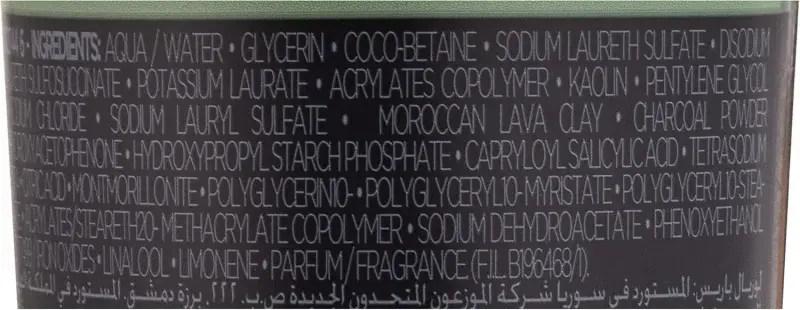 • INGREDIENTS: AQUA / WATER • GLYCERIN • COCO-BETAINE • SODIUM LAURETH SULFATE • DISODIUM
SULFOSUCCINATE • POTASSIUM LAURATE • ACRYLATES COPOLYMER • KAOLIN • PENTYLENE GLYCOL
CHLORIDE • SODIUM LAURYL SULFATE • MOROCCAN LAVA CLAY • CHARCOAL POWDER
• HYDROXYPROPYL STARCH PHOSPHATE • CAPRYLOYL SALICYLIC ACID • TETRASODIUM
• MONTMORILLONITE • POLYGLYCERIN-10 • POLYGLYCERYL-10-MYRISTATE • POLYGLYCERYL-10-STEA-
ACRYLATES/STEARETH-20- METHACRYLATE COPOLYMER • SODIUM DEHYDROACETATE • PHENOXYETHANOL
• LINALOOL • LIMONENE • PARFUM / FRAGRANCE. (F.I.L. B196468/1).
لوريال باريس: المستورد في سوريا شركة الموزعون المتحدون الجديدة ص.ب. ٢٢٢، برزة دمشق. المستورد في المملكة